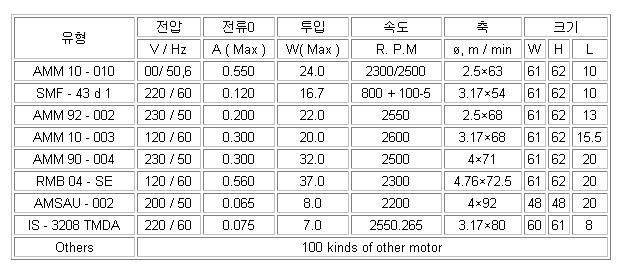 유형 전압 전류0 투입 속도 축 크기
V / Hz A ( Max ) W( Max ) R. P.M ø, m / min W H L
AMM 10 - 010 00/ 50,6 0.550 24.0 2300/2500 2.5×63 61 62 10
SMF - 43 d 1 220 / 60 0.120 16.7 800 + 100-5 3.17×54 61 62 10
AMM 92 - 002 230 / 50 0.200 22.0 2550 2.5×68 61 62 13
AMM 10 - 003 120 / 60 0.300 20.0 2600 3.17×68 61 62 15.5
AMM 90 - 004 230 / 50 0.300 32.0 2500 4×71 61 62 20
RMB 04 - SE 120 / 60 0.560 37.0 2300 4.76×72.5 61 62 20
AMSAU - 002 200 / 50 0.065 8.0 2200 4×92 48 48 20
IS - 3208 TMDA 220 / 60 0.075 7.0 2550.265 3.17×80 60 61 8
Others 100 kinds of other motor